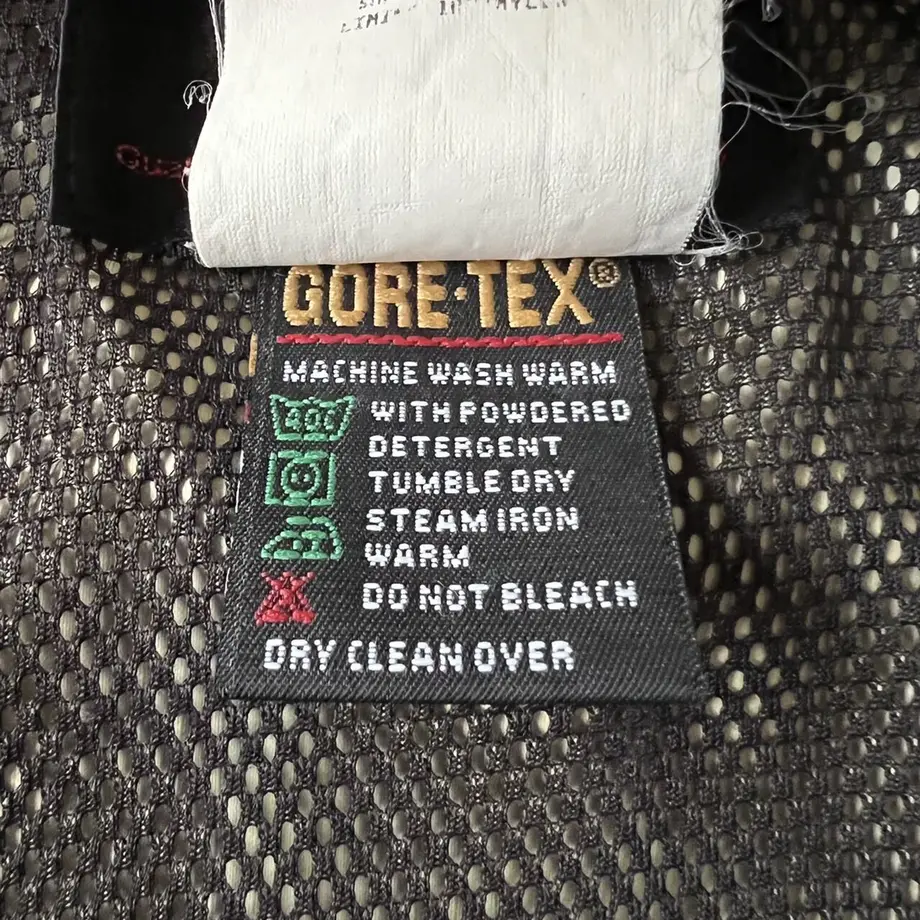 GORE-TEX®
MACHINE WASH WARM
WITH POWDERED
DETERGENT
TUMBLE DRY
STEAM IRON
WARM
DO NOT BLEACH
DRY CLEAN OVER